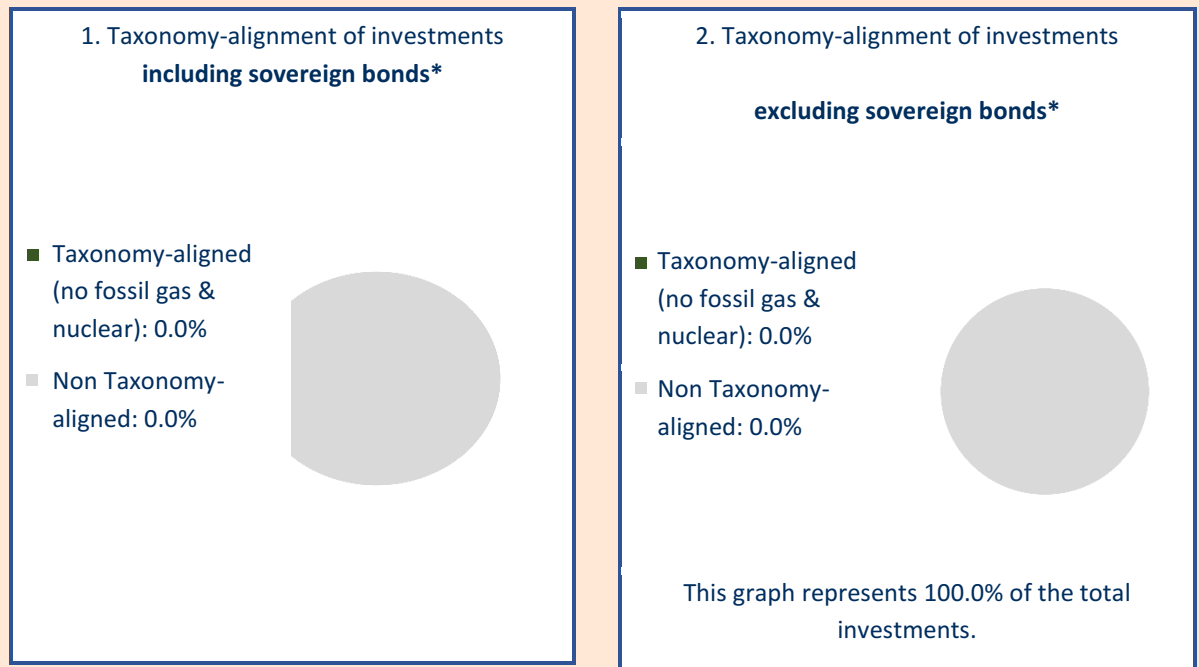 1. Taxonomy-alignment of investments
including sovereign bonds*
Taxonomy-aligned
(no fossil gas &
nuclear): 0.0%
Non Taxonomy-
aligned: 0.0%
2. Taxonomy-alignment of investments
excluding sovereign bonds*
Taxonomy-aligned
(no fossil gas &
nuclear): 0.0%
Non Taxonomy-
aligned: 0.0%
This graph represents 100.0% of the total
investments.